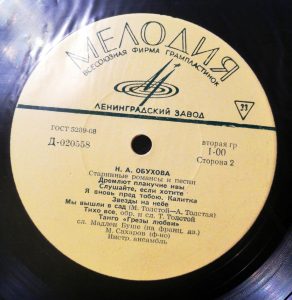 МЕЛОДИЯ
ВСЕСОЮЗНАЯ ФИРМА ГРАМПЛАСТИНОК
ЛЕНИНГРАДСКИЙ ЗАВОД
ГОСТ 5289-68
Д-020558
33
вторая гр
1-00
Сторона 2
Н. А. ОБУХОВА
Старинные романсы и песни
Дремлют плакучие ивы
Слушайте, если хотите
Я вновь пред тобою. Калитка
Звезды на небе
Мы вышли в сад (М. Толстой—А. Толстая)
Тихо все, обр. и сл. Т. Толстой
Танго „Грезы любви"
сл. Мадлен Буше (на франц. яз.)
М. Сахаров (ф-но)
Инстр. ансамбль